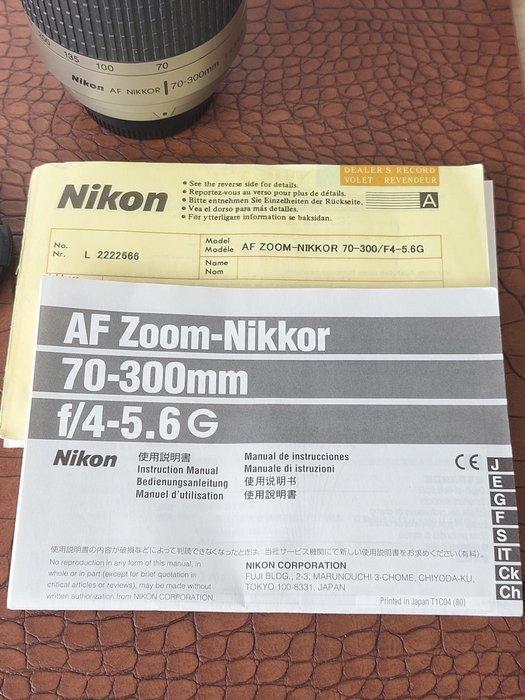 135 100 70
Nikon AF NIKKOR 70-300mm
DEALER'S RECORD
VOLET REVENDEUR
Nikon
• See the reverse side for details.
• Reportez-vous au verso pour plus de détails.
• Bitte entnehmen Sie Einzelheiten der Rückseite.
• Vea el dorso para más detalles.
• För ytterligare information se baksidan.
A
No.
Nr.
L 2222666
Model
Modèle
AF ZOOM-NIKKOR 70-300/F4-5.6G
Name
Nom
AF Zoom-Nikkor
70-300mm
f/4-5.6 G
Nikon
使用説明書
Instruction Manual
Bedienungsanleitung
Manuel d'utilisation
Manual de instrucciones
Manuale di istruzioni
使用说明书
使用說明書
CE
J
E
G
F
S
IT
Ck
Ch
使用説明書の内容が破損などによって判読できなくなったときは、当社サービス機関にて新しい使用説明書をお求めください(有料)。
No reproduction in any form of this manual, in
whole or in part (except for brief quotation in
critical articles or reviews), may be made without
written authorization from NIKON CORPORATION.
NIKON CORPORATION
FUJI BLDG., 2-3, MARUNOUCHI 3-CHOME, CHIYODA-KU,
TOKYO 100-8331, JAPAN
Printed in Japan T1C04 (80)